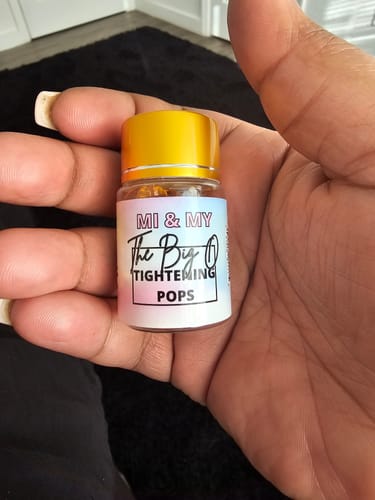 MI & MY
The Big O
TIGHTENING
POPS